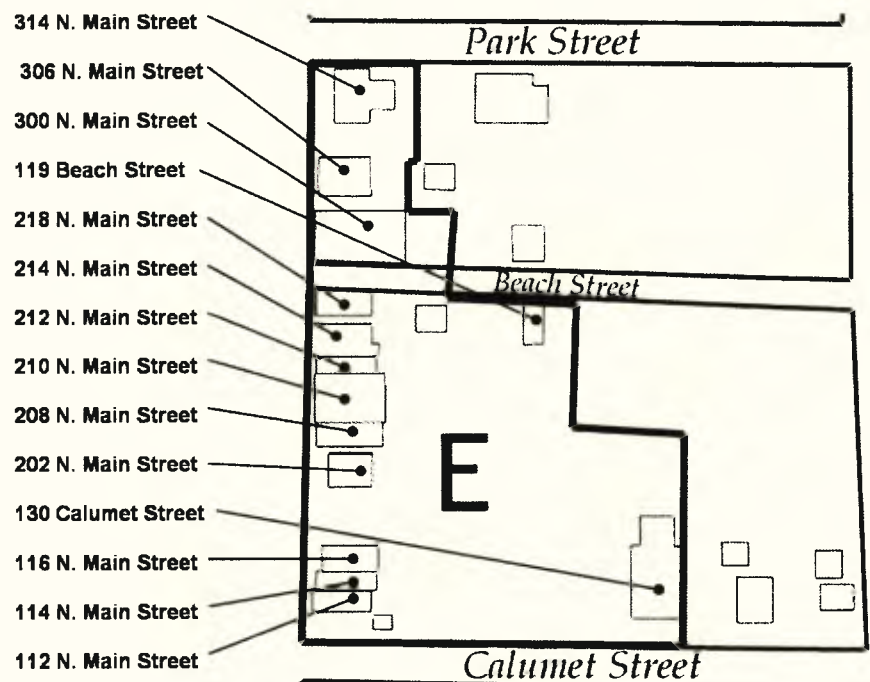 314 N. Main Street
306 N. Main Street
300 N. Main Street
119 Beach Street
218 N. Main Street
214 N. Main Street
212 N. Main Street
210 N. Main Street
208 N. Main Street
202 N. Main Street
130 Calumet Street
116 N. Main Street
114 N. Main Street
112 N. Main Street
Park Street
Beach Street
E
Calumet Street